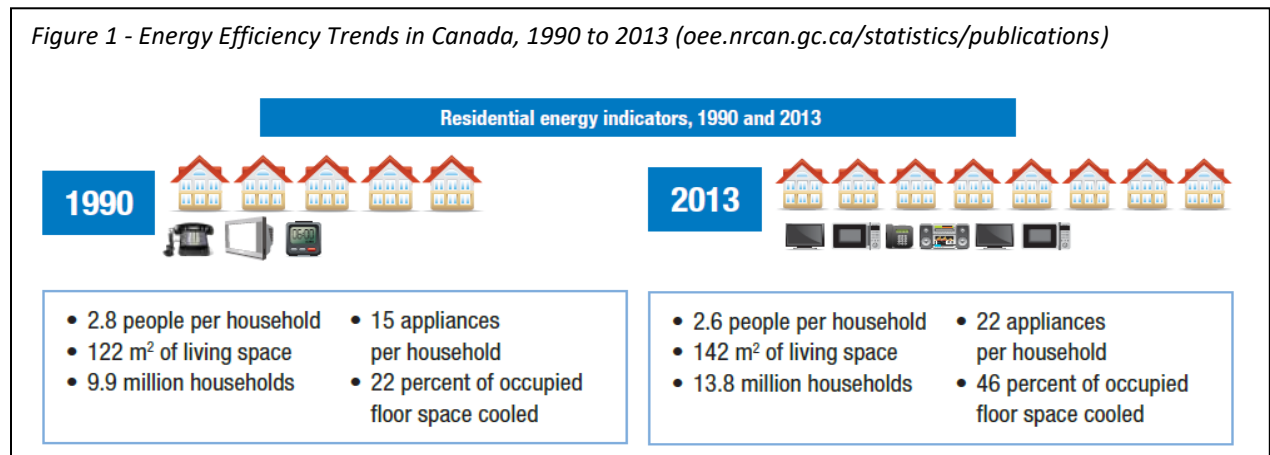 Figure 1 - Energy Efficiency Trends in Canada, 1990 to 2013 (oee.nrcan.gc.ca/statistics/publications)
Residential energy indicators, 1990 and 2013
1990
06:00
• 2.8 people per household
• 122 m² of living space
• 9.9 million households
• 15 appliances
per household
• 22 percent of occupied
floor space cooled
2013
• 2.6 people per household
• 142 m² of living space
• 13.8 million households
• 22 appliances
per household
• 46 percent of occupied
floor space cooled